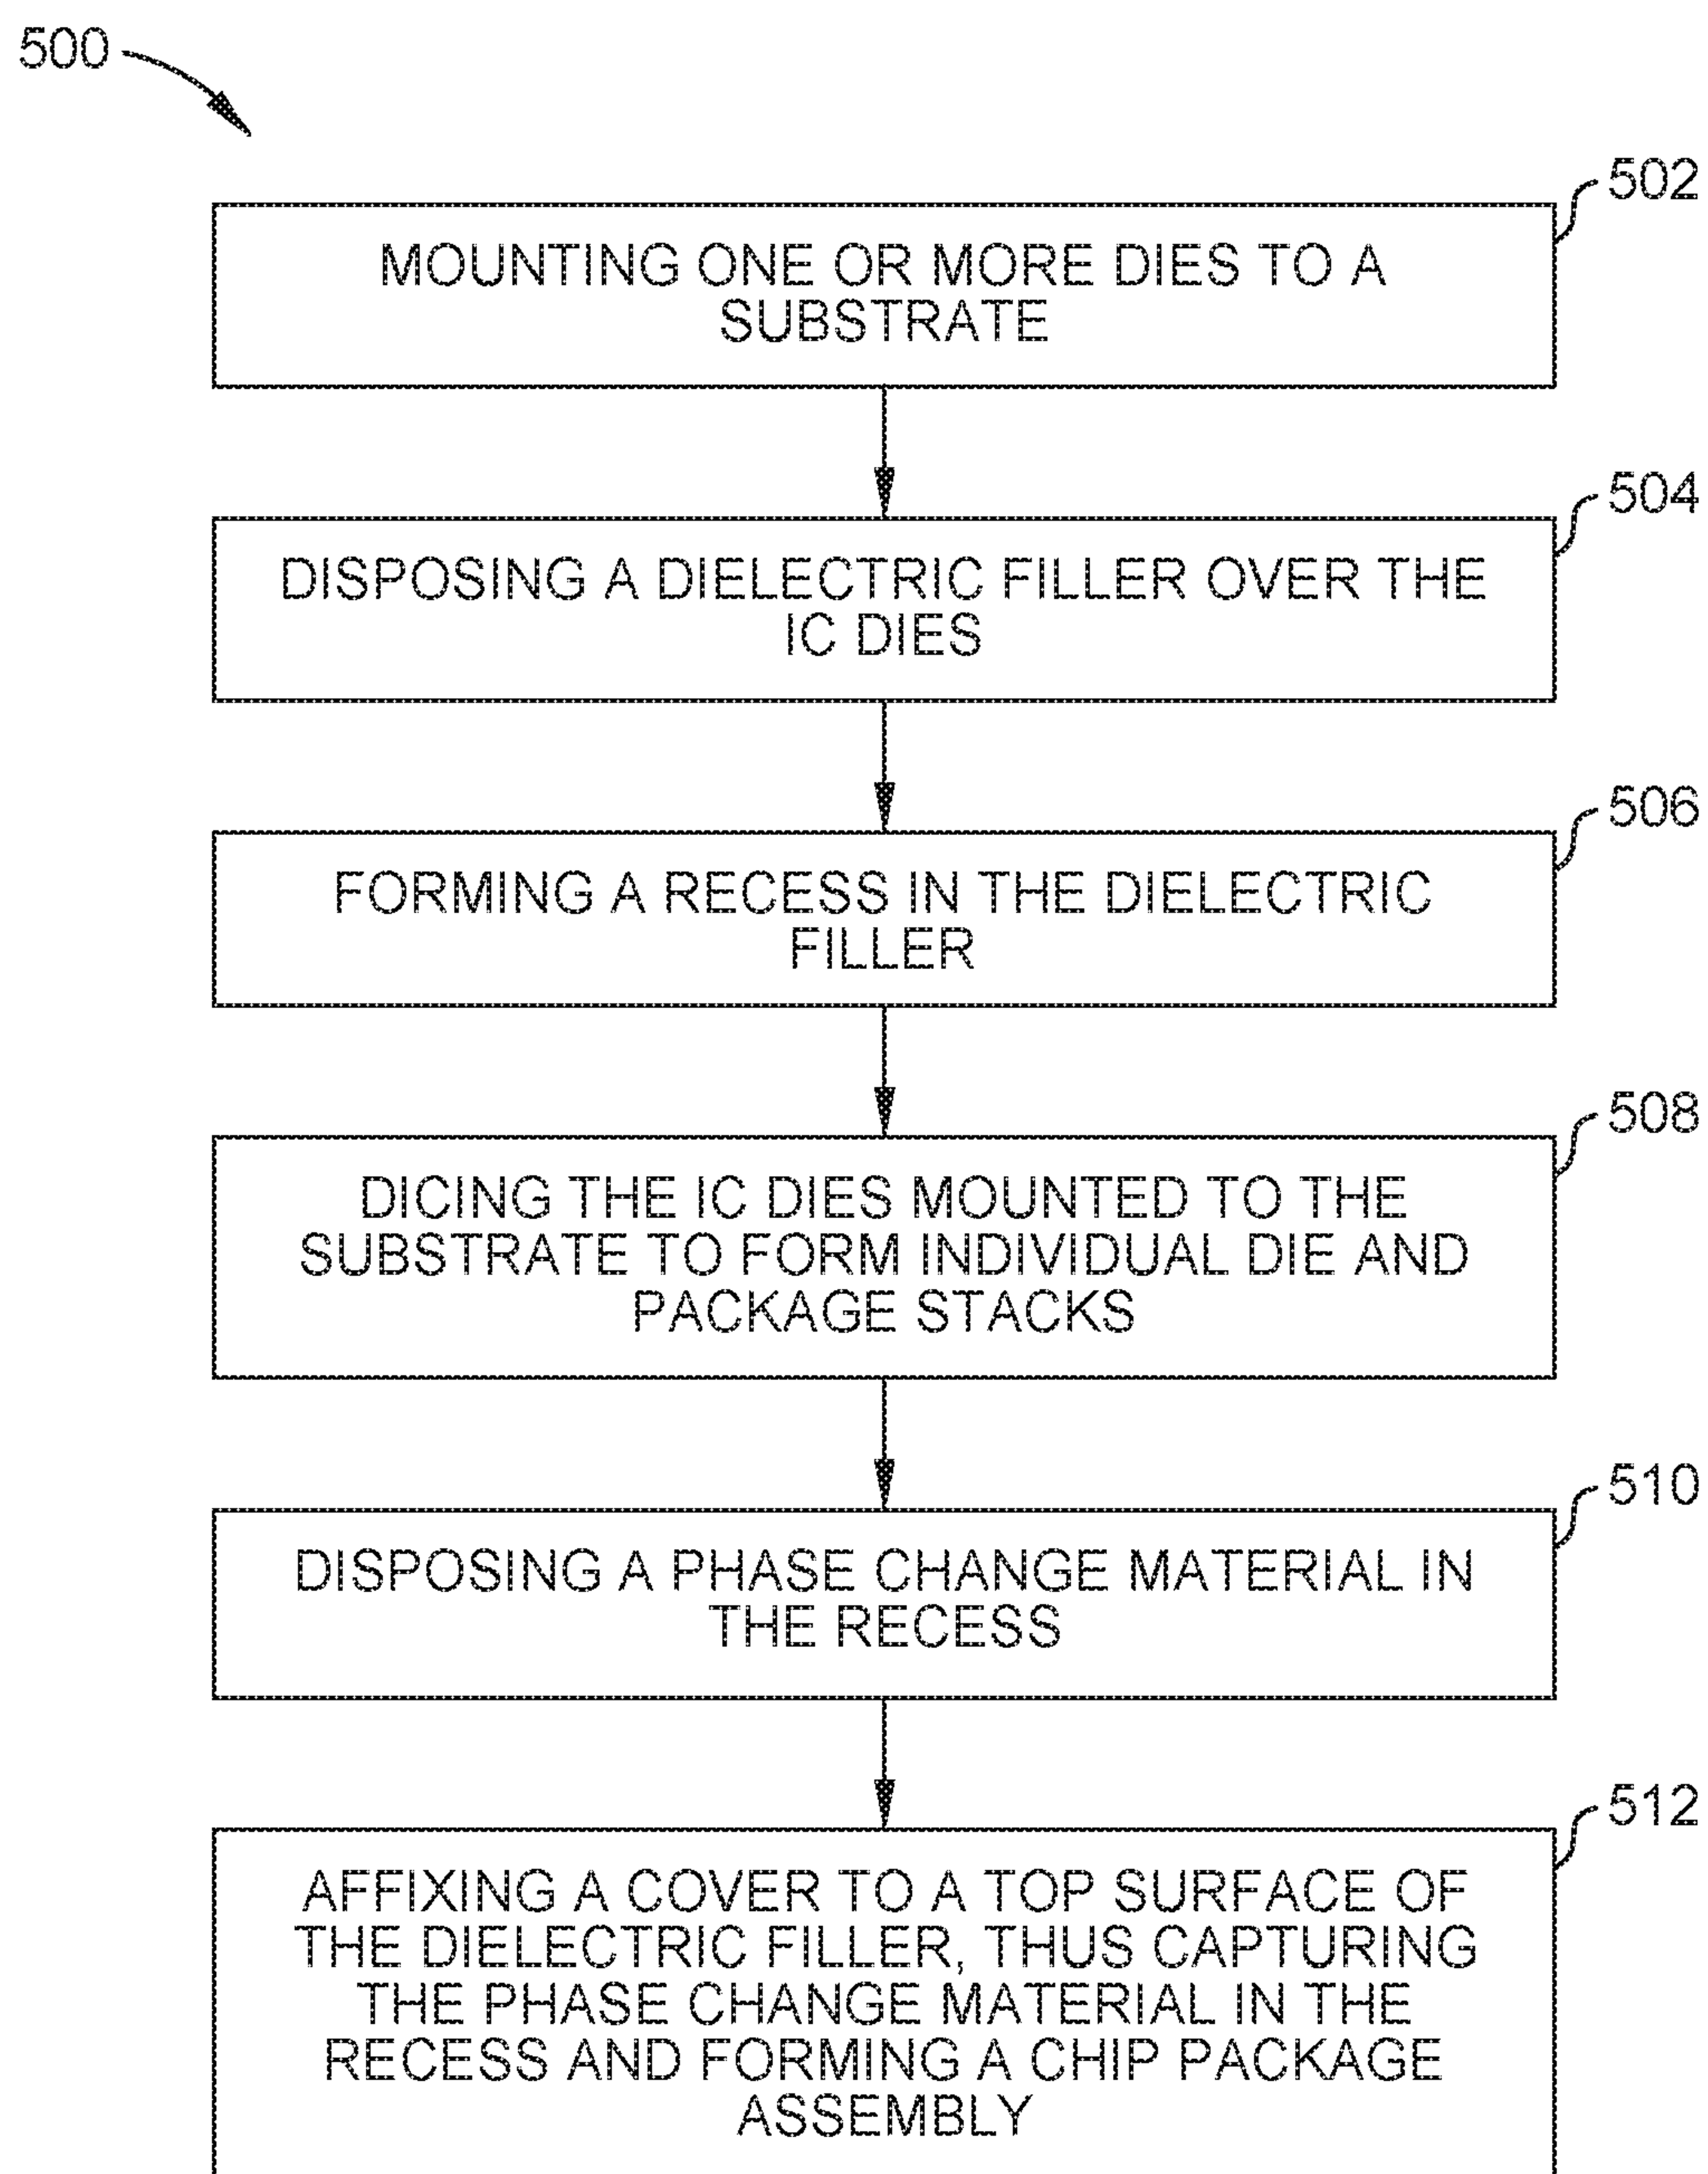 500
502
MOUNTING ONE OR MORE DIES TO A
SUBSTRATE
504
DISPOSING A DIELECTRIC FILLER OVER THE
IC DIES
506
FORMING A RECESS IN THE DIELECTRIC
FILLER
508
DICING THE IC DIES MOUNTED TO THE
SUBSTRATE TO FORM INDIVIDUAL DIE AND
PACKAGE STACKS
510
DISPOSING A PHASE CHANGE MATERIAL IN
THE RECESS
512
AFFIXING A COVER TO A TOP SURFACE OF
THE DIELECTRIC FILLER, THUS CAPTURING
THE PHASE CHANGE MATERIAL IN THE
RECESS AND FORMING A CHIP PACKAGE
ASSEMBLY